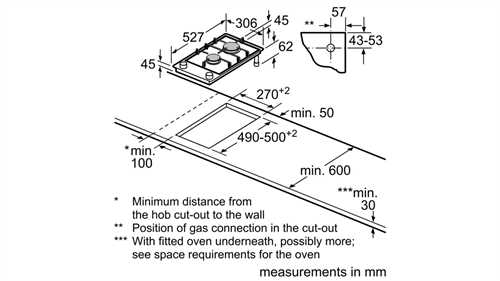 527
306
45
62
45
**
57
43-53
270+2
min. 50
490-500+2
*min.
100
min. 600
***min.
30
* Minimum distance from
the hob cut-out to the wall
** Position of gas connection in the cut-out
*** With fitted oven underneath, possibly more;
see space requirements for the oven
measurements in mm